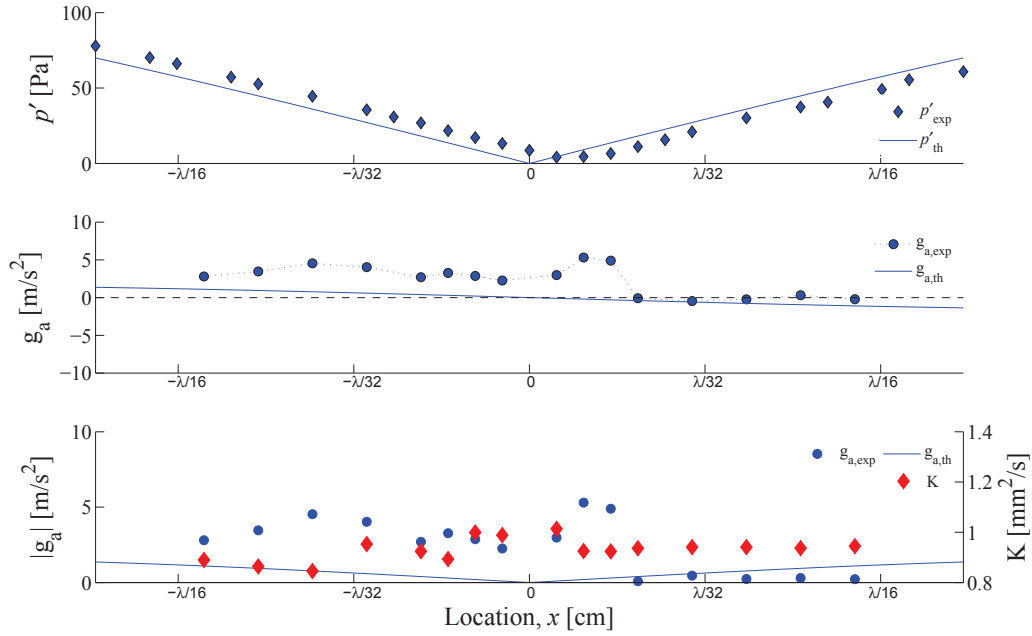 100
50
0
p′ [Pa]
p′exp
p′th
−λ/16
−λ/32
0
λ/32
λ/16
10
5
0
−5
−10
ga [m/s²]
ga,exp
ga,th
−λ/16
−λ/32
0
λ/32
λ/16
10
5
0
|ga| [m/s²]
ga,exp
ga,th
K
1.4
1.2
1
0.8
K [mm²/s]
−λ/16
−λ/32
0
λ/32
λ/16
Location, x [cm]